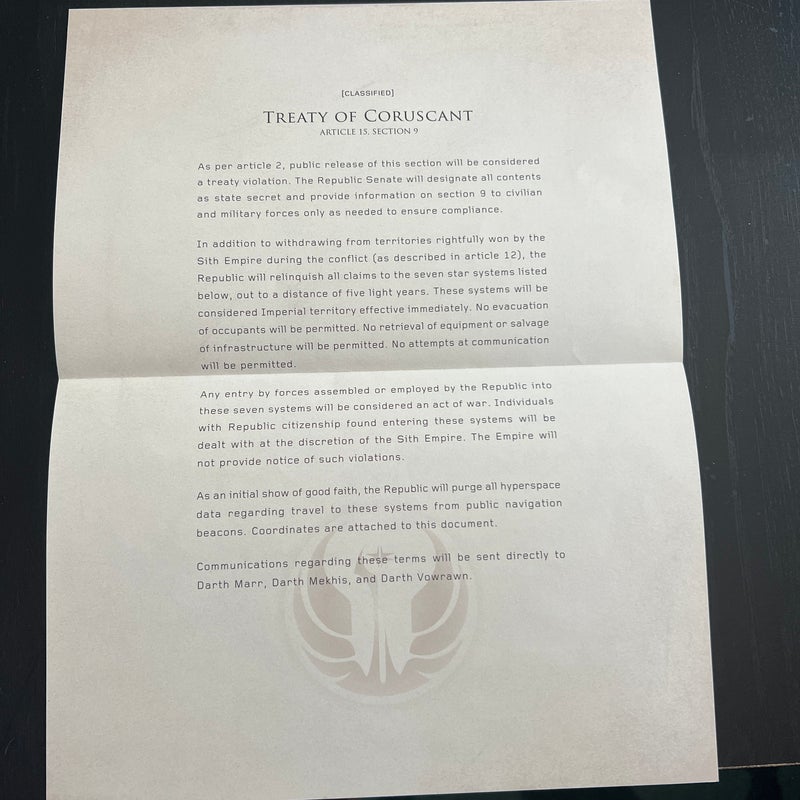 [CLASSIFIED]
TREATY OF CORUSCANT
ARTICLE 15, SECTION 9
As per article 2, public release of this section will be considered
a treaty violation. The Republic Senate will designate all contents
as state secret and provide information on section 9 to civilian
and military forces only as needed to ensure compliance.
In addition to withdrawing from territories rightfully won by the
Sith Empire during the conflict (as described in article 12), the
Republic will relinquish all claims to the seven star systems listed
below, out to a distance of five light years. These systems will be
considered Imperial territory effective immediately. No evacuation
of occupants will be permitted. No retrieval of equipment or salvage
of infrastructure will be permitted. No attempts at communication
will be permitted.
Any entry by forces assembled or employed by the Republic into
these seven systems will be considered an act of war. Individuals
with Republic citizenship found entering these systems will be
dealt with at the discretion of the Sith Empire. The Empire will
not provide notice of such violations.
As an initial show of good faith, the Republic will purge all hyperspace
data regarding travel to these systems from public navigation
beacons. Coordinates are attached to this document.
Communications regarding these terms will be sent directly to
Darth Marr, Darth Mekhis, and Darth Vowrawn.